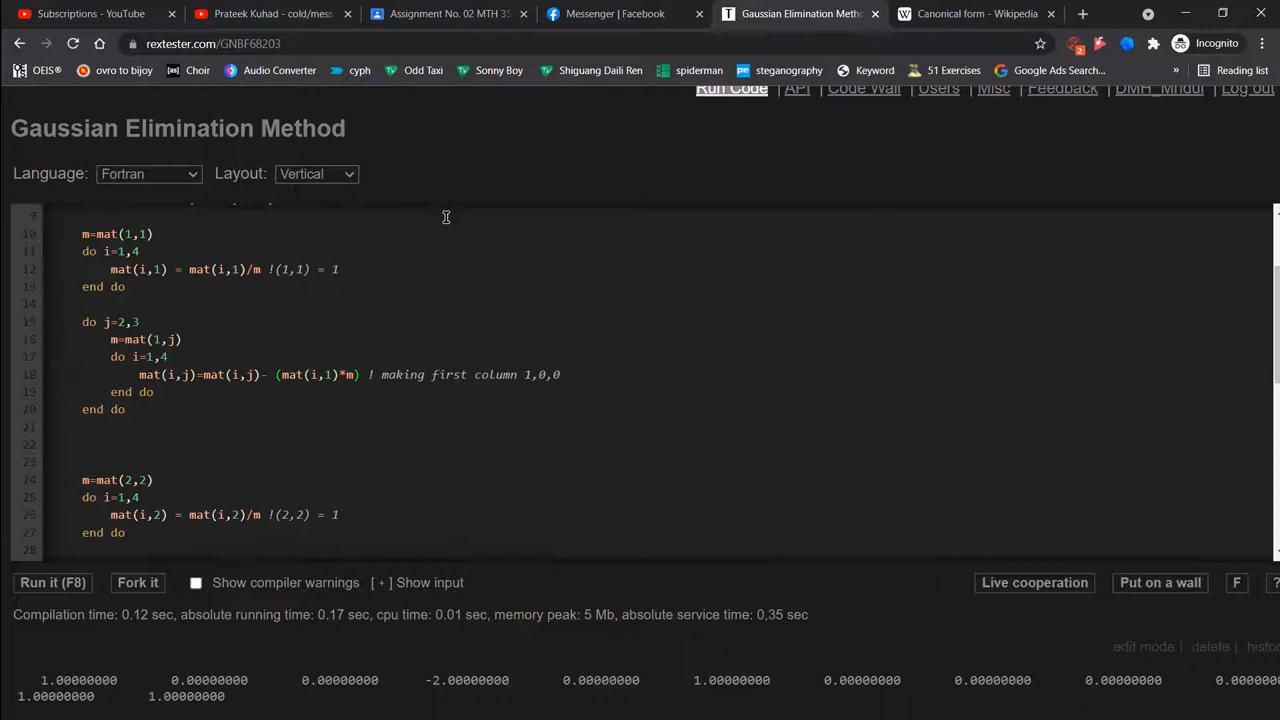 Subscriptions - YouTube
Prateek Kuhad - cold/mess
Assignment No. 02 MTH 35
Messenger | Facebook
Gaussian Elimination Metho
Canonical form - Wikipedia
rextester.com/GNBF68203
2
Incognito
OEIS®
ovro to bijoy
Choir
Audio Converter
cyph
Odd Taxi
Sonny Boy
Shiguang Daili Ren
spiderman
steganography
Keyword
51 Exercises
Google Ads Search...
»
Reading list
Run Code | API | Code Wall | Users | Misc | Feedback | DMH_Mridul | Log out
Gaussian Elimination Method
Language: Fortran Layout: Vertical
9
10 m=mat(1,1)
11 do i=1,4
12 mat(i,1) = mat(i,1)/m !(1,1) = 1
13 end do
14
15 do j=2,3
16 m=mat(1,j)
17 do i=1,4
18 mat(i,j)=mat(i,j)- (mat(i,1)*m) ! making first column 1,0,0
19 end do
20 end do
21
22
23
24 m=mat(2,2)
25 do i=1,4
26 mat(i,2) = mat(i,2)/m !(2,2) = 1
27 end do
28
Run it (F8) Fork it Show compiler warnings [ + ] Show input Live cooperation Put on a wall F ?
Compilation time: 0.12 sec, absolute running time: 0.17 sec, cpu time: 0.01 sec, memory peak: 5 Mb, absolute service time: 0,35 sec
edit mode | delete | histor
1.00000000 0.00000000 0.00000000 -2.00000000 0.00000000 1.00000000 0.00000000 0.00000000 0.00000000 0.0000
1.00000000 1.00000000